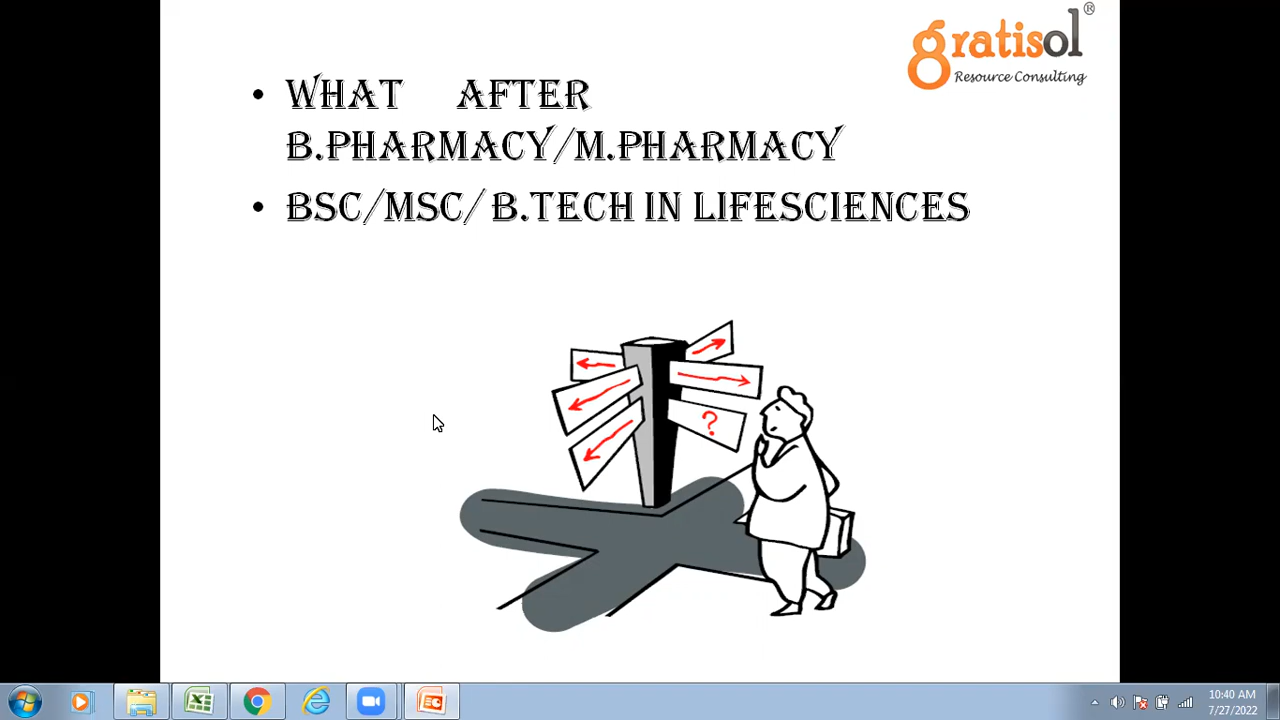 gratisol®
Resource Consulting
• WHAT AFTER
B.PHARMACY/M.PHARMACY
• BSC/MSC/ B.TECH IN LIFESCIENCES
?
10:40 AM
7/27/2022